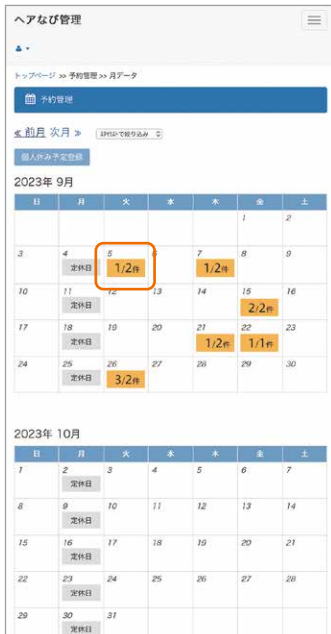 ヘアなび管理
トップページ >> 予約管理 >> 月データ
予約管理
≪ 前月 次月 ≫
個人休み予定登録
2023年 9月
日 月 火 水 木 金 土
1 2
3 4 5 6 7 8 9
定休日 1/2件 1/2件
10 11 12 13 14 15 16
定休日 2/2件
17 18 19 20 21 22 23
定休日 1/2件 1/1件
24 25 26 27 28 29 30
定休日 3/2件
2023年 10月
日 月 火 水 木 金 土
1 2 3 4 5 6 7
定休日
8 9 10 11 12 13 14
定休日
15 16 17 18 19 20 21
定休日
22 23 24 25 26 27 28
定休日
29 30 31
定休日